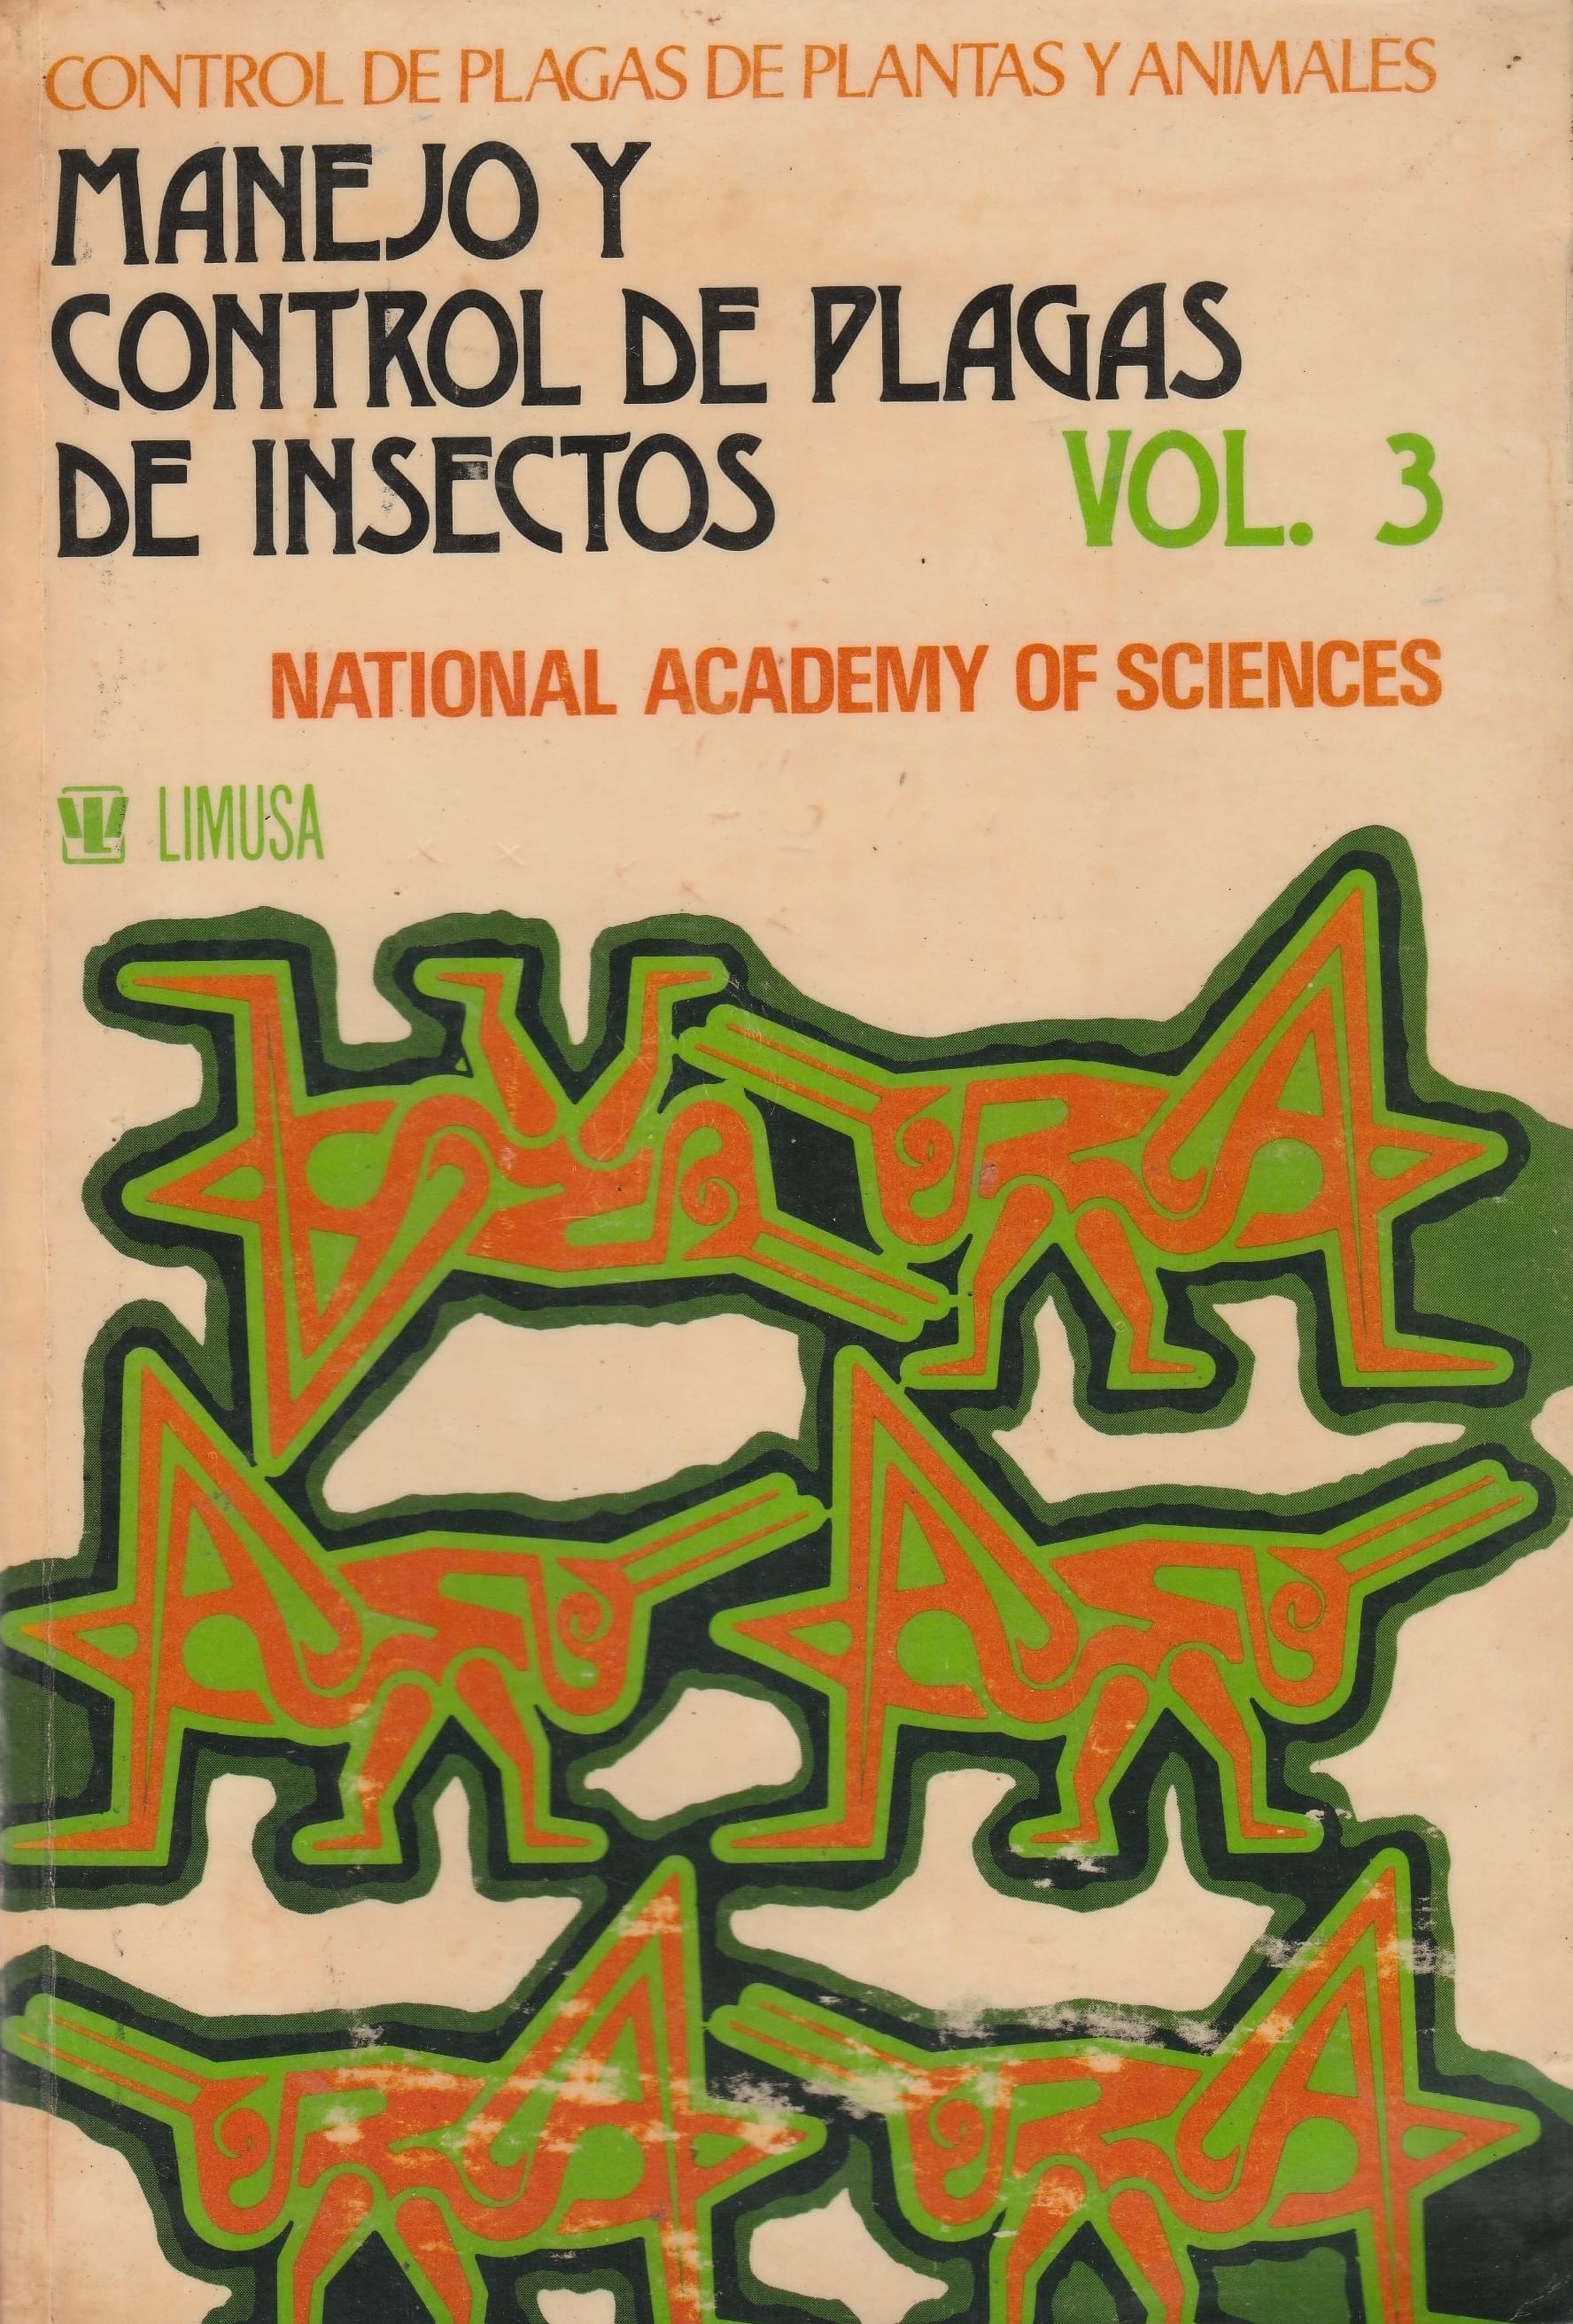 CONTROL DE PLAGAS DE PLANTAS Y ANIMALES
MANEJO Y
CONTROL DE PLAGAS
DE INSECTOS VOL. 3
NATIONAL ACADEMY OF SCIENCES
LIMUSA